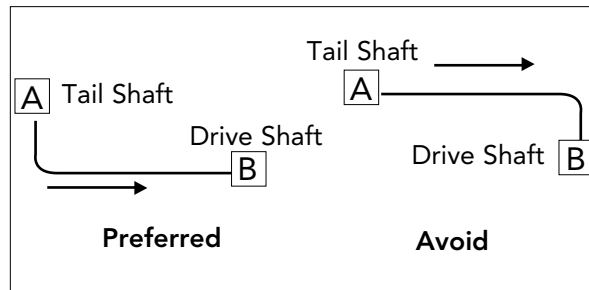 A Tail Shaft
Drive Shaft
B
Preferred
Tail Shaft
A
Drive Shaft B
Avoid